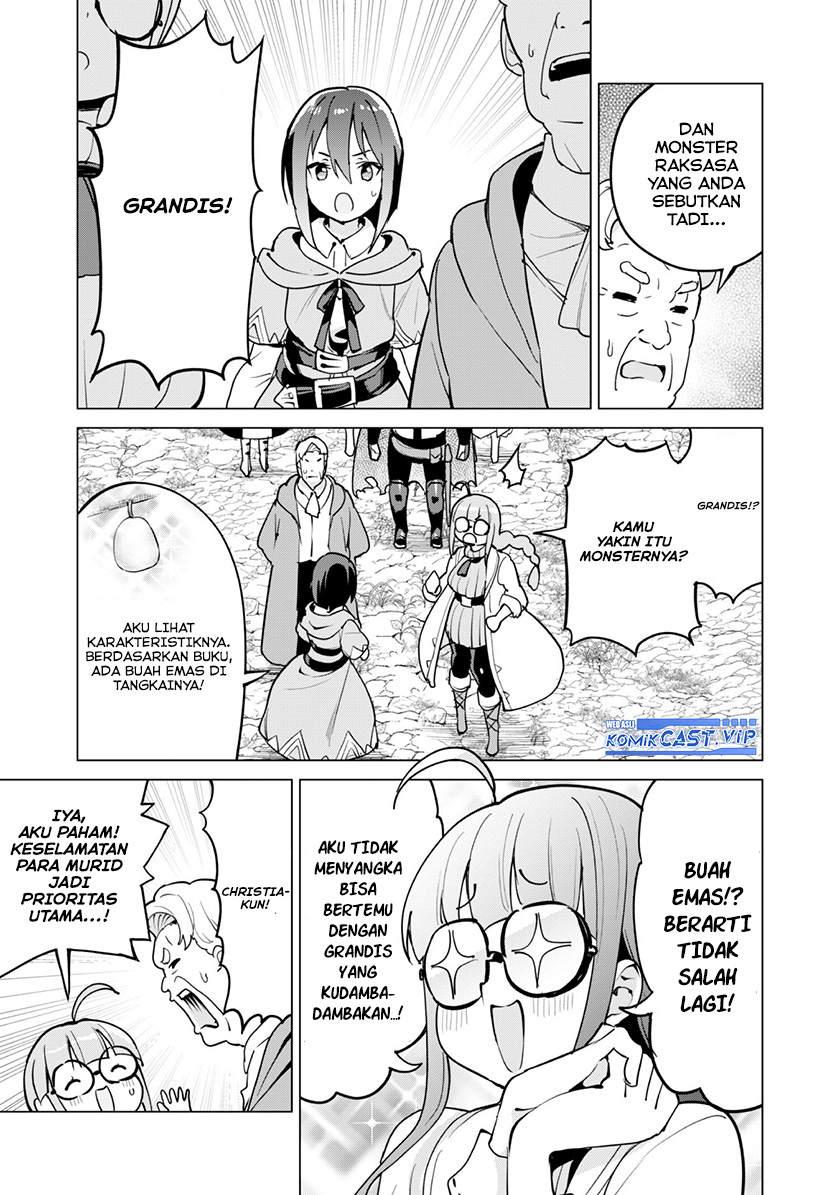 DAN
MONSTER
RAKSASA
YANG ANDA
SEBUTKAN
TADI...
GRANDIS!
GRANDIS!?
KAMU
YAKIN ITU
MONSTERNYA?
AKU LIHAT
KARAKTERISTIKNYA.
BERDASARKAN BUKU,
ADA BUAH EMAS DI
TANGKAINYA!
WEB ASLI
KOMIKCAST.VIP
BUAH
EMAS!?
BERARTI
TIDAK
SALAH
LAGI!
AKU TIDAK
MENYANGKA
BISA
BERTEMU
DENGAN
GRANDIS
YANG
KUDAMBA-
DAMBAKAN...!
CHRISTIA-
KUN!
IYA,
AKU PAHAM!
KESELAMATAN
PARA MURID
JADI
PRIORITAS
UTAMA...!